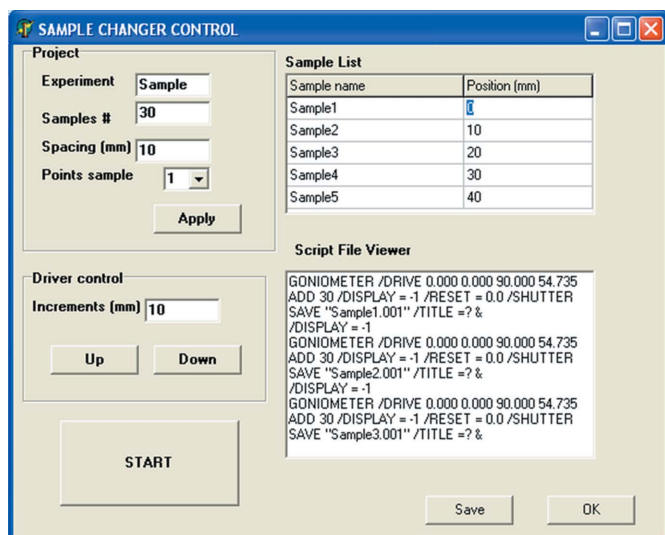 SAMPLE CHANGER CONTROL
Project
Experiment Sample
Samples # 30
Spacing (mm) 10
Points sample 1
Apply
Driver control
Increments (mm) 10
Up Down
START
Sample List
Sample name Position (mm)
Sample1 0
Sample2 10
Sample3 20
Sample4 30
Sample5 40
Script File Viewer
GONIOMETER /DRIVE 0.000 0.000 90.000 54.735
ADD 30 /DISPLAY = -1 /RESET = 0.0 /SHUTTER
SAVE "Sample1.001" /TITLE =? &
/DISPLAY = -1
GONIOMETER /DRIVE 0.000 0.000 90.000 54.735
ADD 30 /DISPLAY = -1 /RESET = 0.0 /SHUTTER
SAVE "Sample2.001" /TITLE =? &
/DISPLAY = -1
GONIOMETER /DRIVE 0.000 0.000 90.000 54.735
ADD 30 /DISPLAY = -1 /RESET = 0.0 /SHUTTER
SAVE "Sample3.001" /TITLE =? &
Save OK